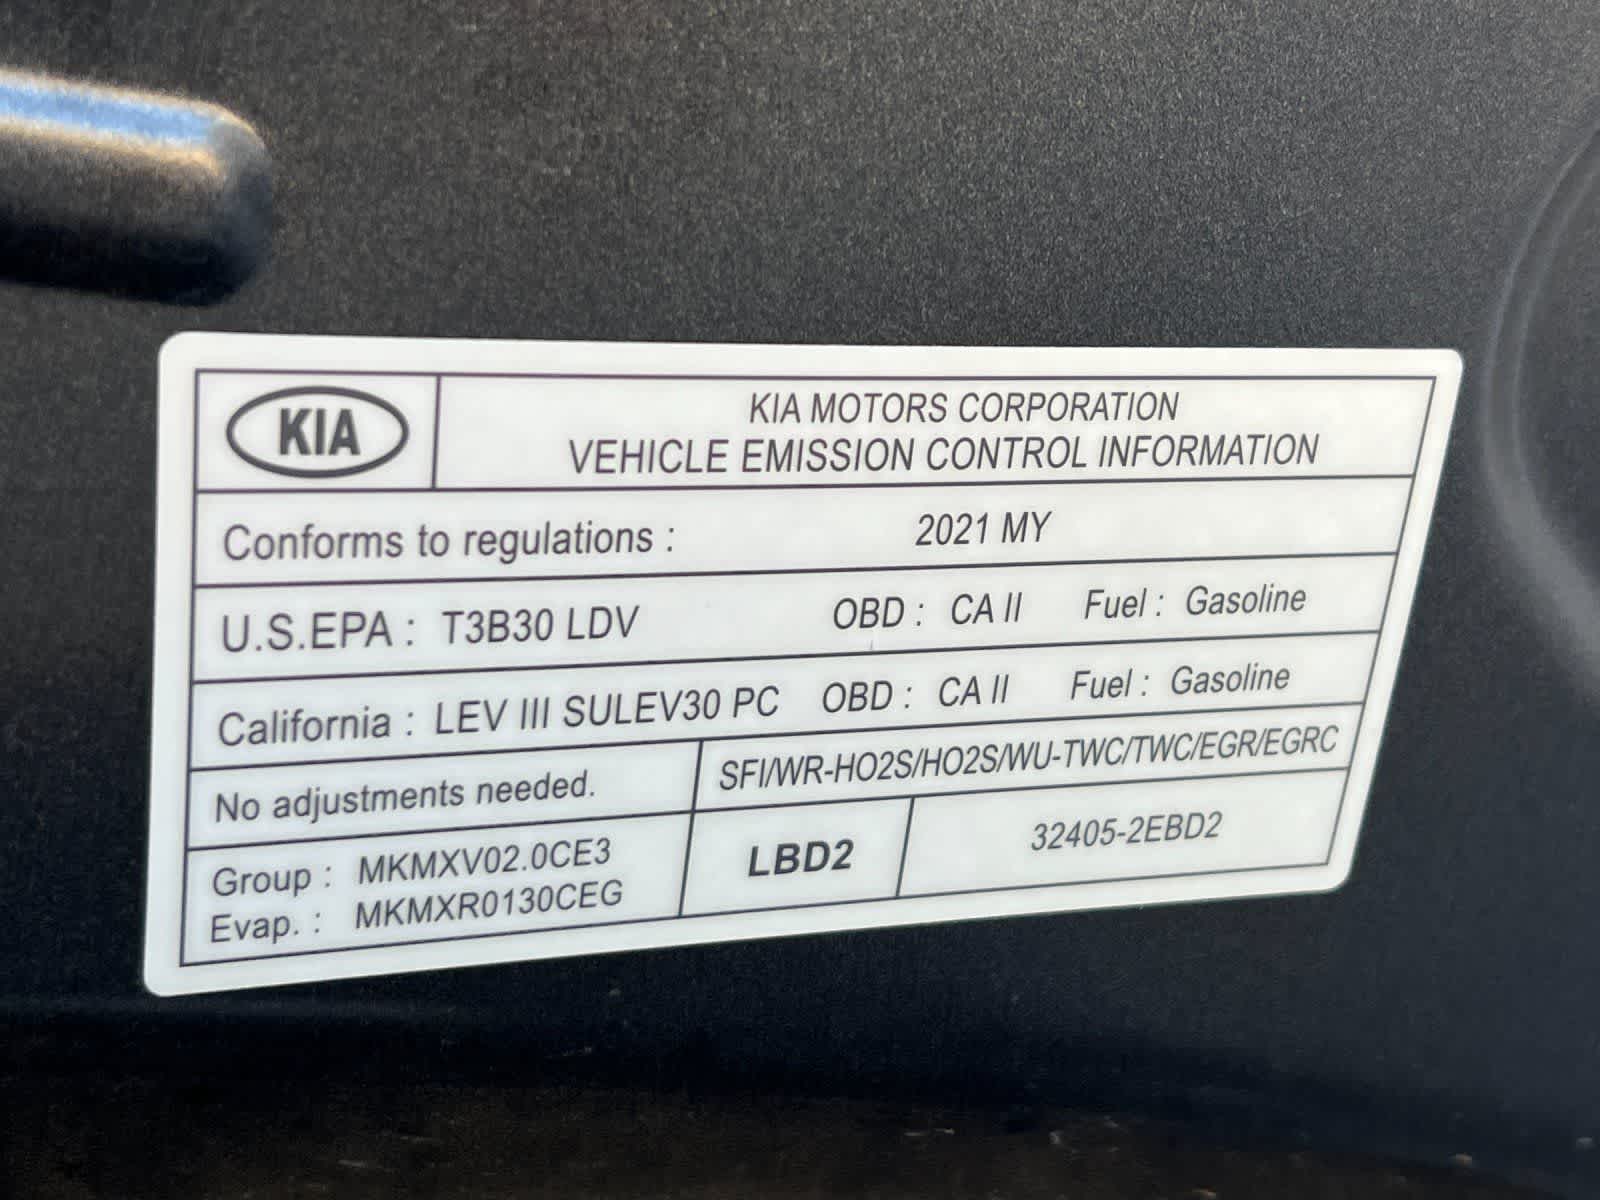 KIA
KIA MOTORS CORPORATION
VEHICLE EMISSION CONTROL INFORMATION
Conforms to regulations : 2021 MY
U.S.EPA : T3B30 LDV OBD : CA II Fuel : Gasoline
California : LEV III SULEV30 PC OBD : CA II Fuel : Gasoline
No adjustments needed. SFI/WR-HO2S/HO2S/WU-TWC/TWC/EGR/EGRC
Group : MKMXV02.0CE3
Evap. : MKMXR0130CEG
LBD2
32405-2EBD2